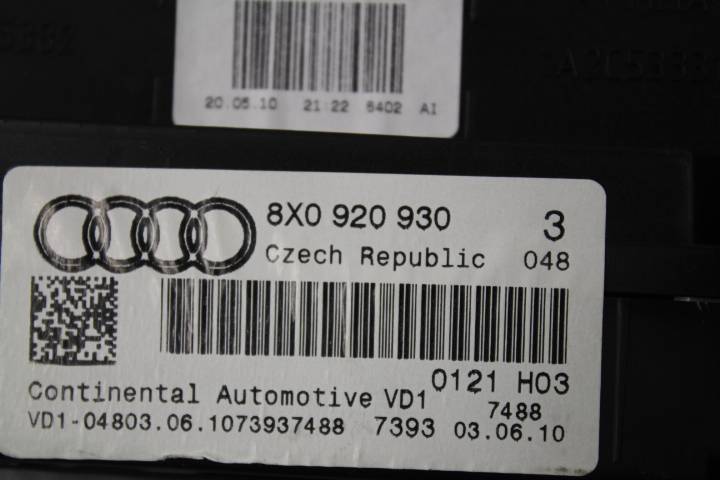 20.05.10 21:22 6402 AI
8X0 920 930 3
Czech Republic 048
0121 H03
Continental Automotive VD1 7488
VD1-04803.06.1073937488 7393 03.06.10